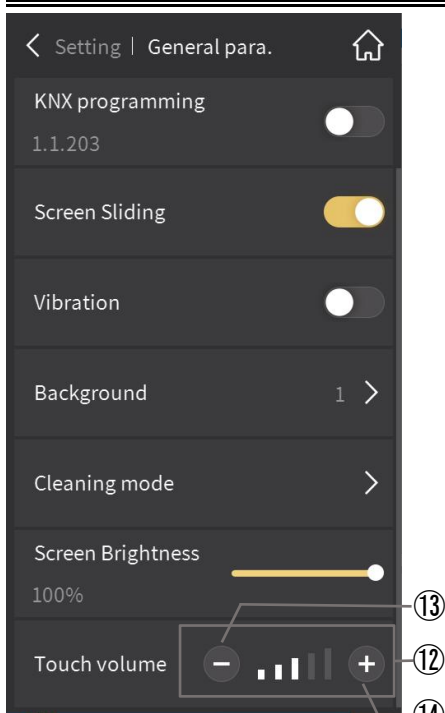 Setting | General para.
KNX programming
1.1.203
Screen Sliding
Vibration
Background 1
Cleaning mode
Screen Brightness
100%
⑬
Touch volume ⑫
⑭